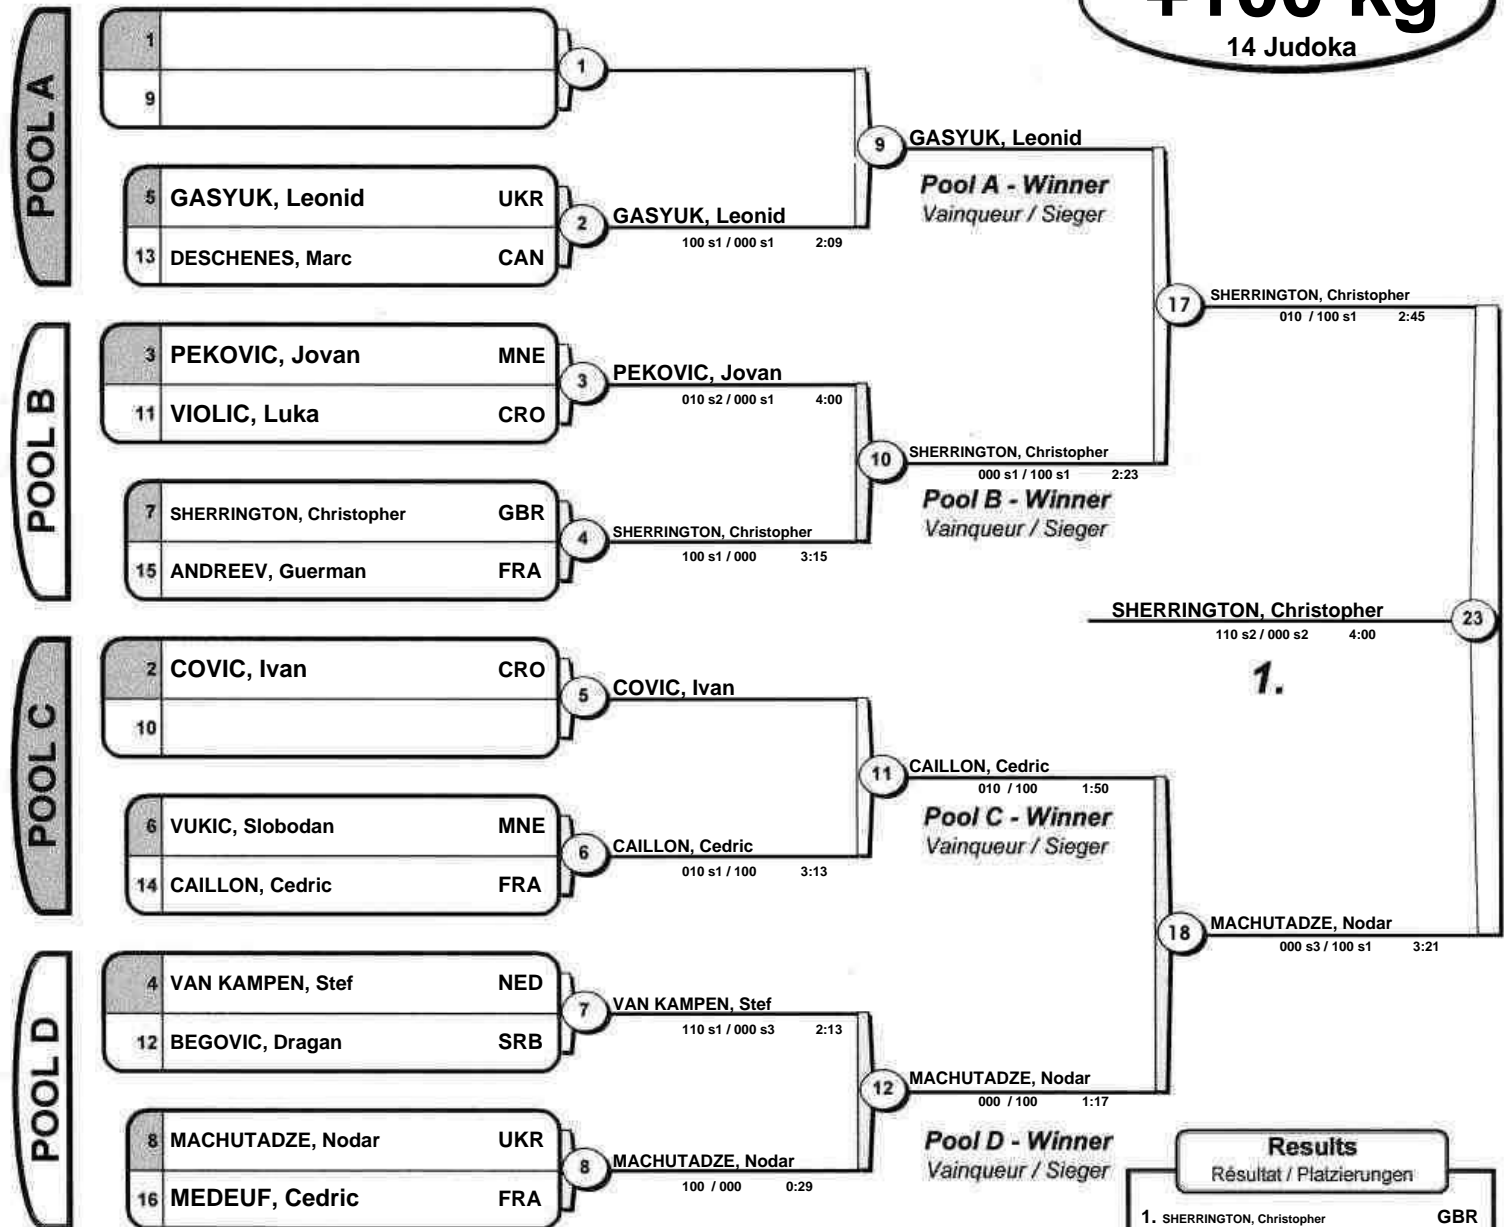 +100 kg
14 Judoka
POOL A
1
9
1
5 GASYUK, Leonid UKR
13 DESCHENES, Marc CAN
2
GASYUK, Leonid
100 s1 / 000 s1 2:09
9
GASYUK, Leonid
Pool A - Winner
Vainqueur / Sieger
POOL B
3 PEKOVIC, Jovan MNE
11 VIOLIC, Luka CRO
3
PEKOVIC, Jovan
010 s2 / 000 s1 4:00
7 SHERRINGTON, Christopher GBR
15 ANDREEV, Guerman FRA
4
SHERRINGTON, Christopher
100 s1 / 000 3:15
10
SHERRINGTON, Christopher
000 s1 / 100 s1 2:23
Pool B - Winner
Vainqueur / Sieger
17
SHERRINGTON, Christopher
010 / 100 s1 2:45
SHERRINGTON, Christopher
110 s2 / 000 s2 4:00
23
1.
POOL C
2 COVIC, Ivan CRO
10
5
COVIC, Ivan
6 VUKIC, Slobodan MNE
14 CAILLON, Cedric FRA
6
CAILLON, Cedric
010 s1 / 100 3:13
11
CAILLON, Cedric
010 / 100 1:50
Pool C - Winner
Vainqueur / Sieger
18
MACHUTADZE, Nodar
000 s3 / 100 s1 3:21
POOL D
4 VAN KAMPEN, Stef NED
12 BEGOVIC, Dragan SRB
7
VAN KAMPEN, Stef
110 s1 / 000 s3 2:13
8 MACHUTADZE, Nodar UKR
16 MEDEUF, Cedric FRA
8
MACHUTADZE, Nodar
100 / 000 0:29
12
MACHUTADZE, Nodar
000 / 100 1:17
Pool D - Winner
Vainqueur / Sieger
Results
Résultat / Platzierungen
1. SHERRINGTON, Christopher GBR